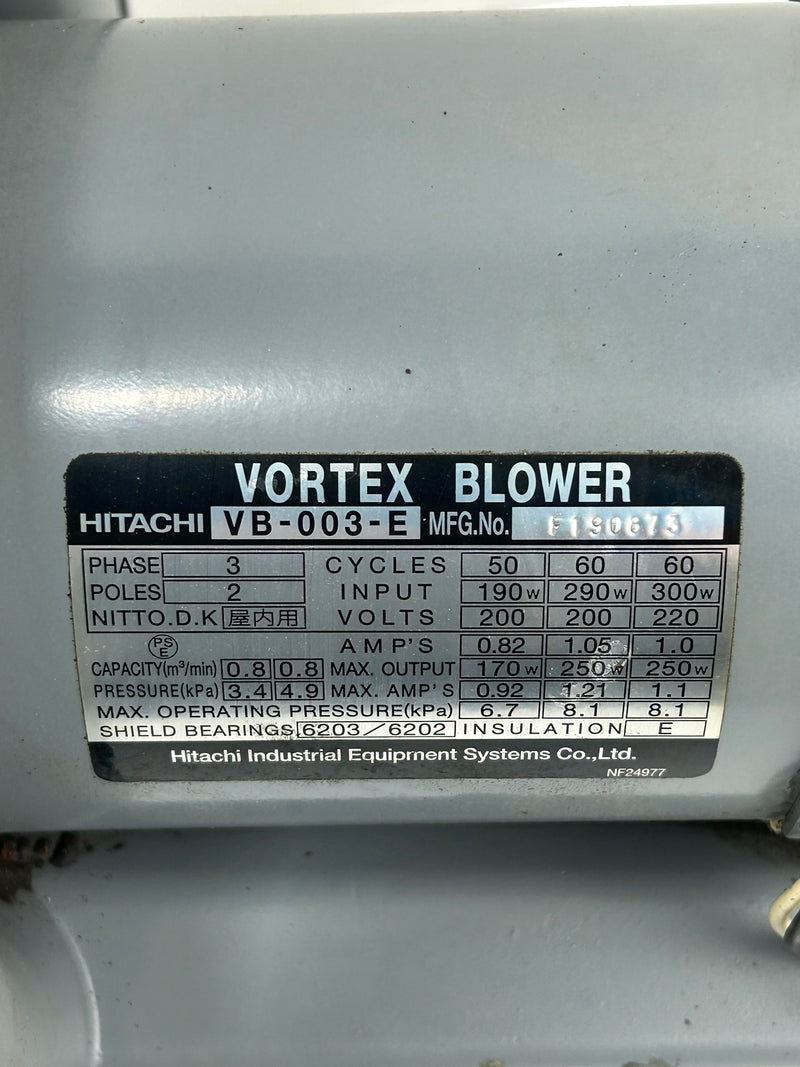 VORTEX BLOWER
HITACHI VB-003-E MFG.No. F190673
PHASE 3 CYCLES 50 60 60
POLES 2 INPUT 190W 290W 300W
NITTO.D.K 屋内用 VOLTS 200 200 220
PS E AMP'S 0.82 1.05 1.0
CAPACITY(m³/min) 0.8 0.8 MAX. OUTPUT 170W 250W 250W
PRESSURE(kPa) 3.4 4.9 MAX. AMP'S 0.92 1.21 1.1
MAX. OPERATING PRESSURE(kPa) 6.7 8.1 8.1
SHIELD BEARINGS 6203/6202 INSULATION E
Hitachi Industrial Equipment Systems Co.,Ltd.
NF24977